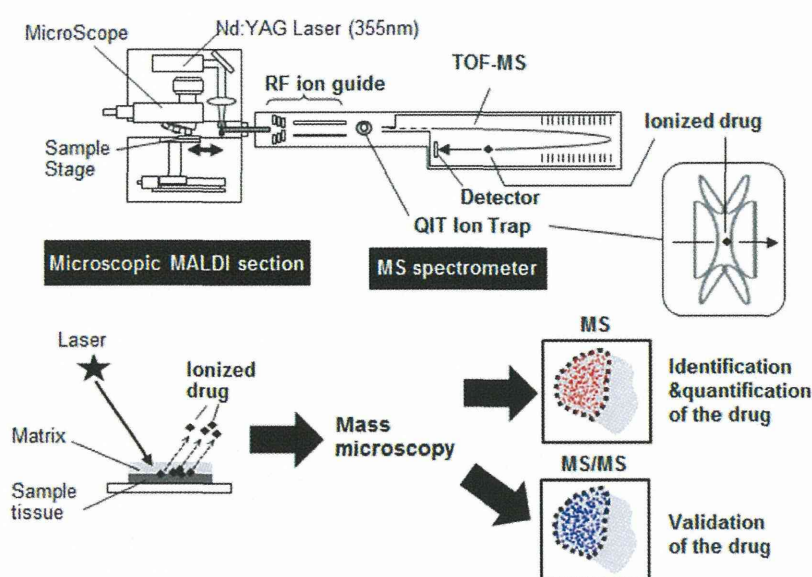 Nd:YAG Laser (355nm)
MicroScope
RF ion guide
TOF-MS
Ionized drug
Sample
Stage
Detector
QIT Ion Trap
Microscopic MALDI section
MS spectrometer
Laser
Ionized
drug
Matrix
Sample
tissue
Mass
microscopy
MS
Identification
&quantification
of the drug
MS/MS
Validation
of the drug